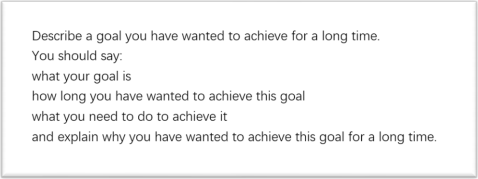 Describe a goal you have wanted to achieve for a long time.
You should say:
what your goal is
how long you have wanted to achieve this goal
what you need to do to achieve it
and explain why you have wanted to achieve this goal for a long time.